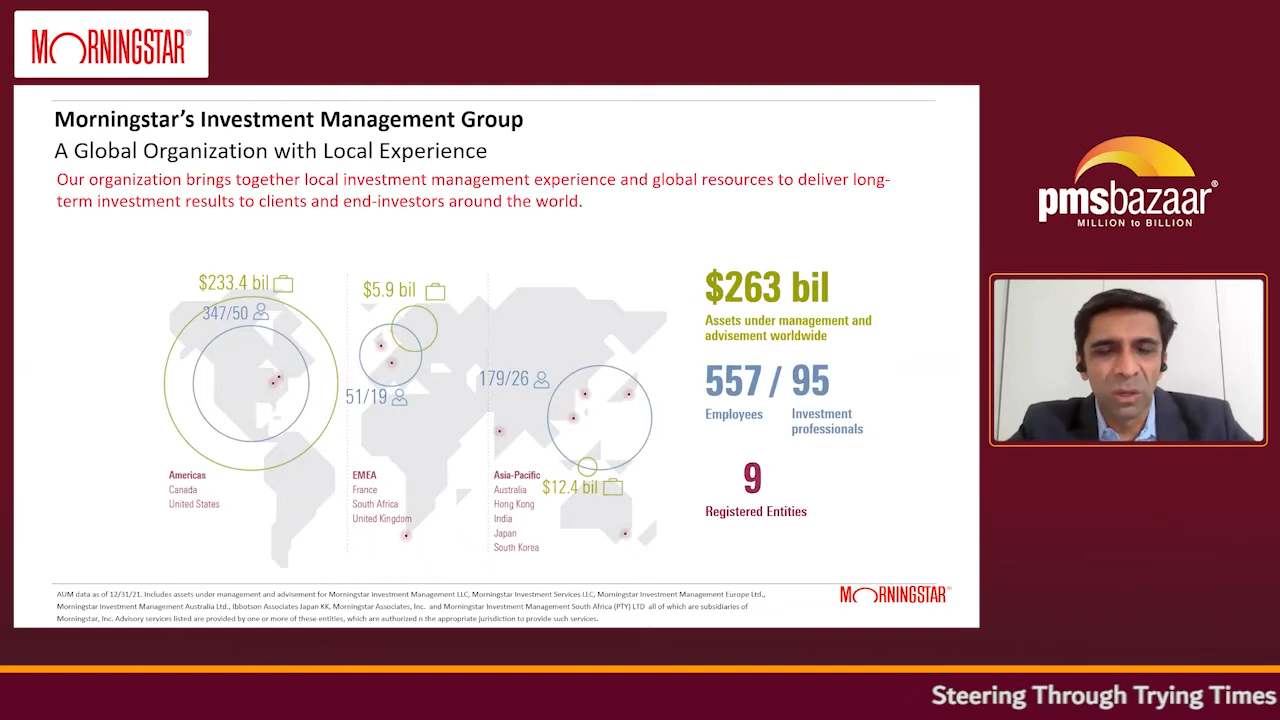 MORNINGSTAR®
Morningstar's Investment Management Group
A Global Organization with Local Experience
Our organization brings together local investment management experience and global resources to deliver long-
term investment results to clients and end-investors around the world.
$233.4 bil
347/50
$5.9 bil
51/19
179/26
$12.4 bil
Americas
Canada
United States
EMEA
France
South Africa
United Kingdom
Asia-Pacific
Australia
Hong Kong
India
Japan
South Korea
$263 bil
Assets under management and
advisement worldwide
557 / 95
Employees
Investment
professionals
9
Registered Entities
AUM data as of 12/31/21. Includes assets under management and advisement for Morningstar Investment Management LLC, Morningstar Investment Services LLC, Morningstar Investment Management Europe Ltd.,
Morningstar Investment Management Australia Ltd., Ibbotson Associates Japan KK, Morningstar Associates, Inc. and Morningstar Investment Management South Africa (PTY) LTD all of which are subsidiaries of
Morningstar, Inc. Advisory services listed are provided by one or more of these entities, which are authorized n the appropriate jurisdiction to provide such services.
MORNINGSTAR®
pmsbazaar®
MILLION to BILLION
Steering Through Trying Times